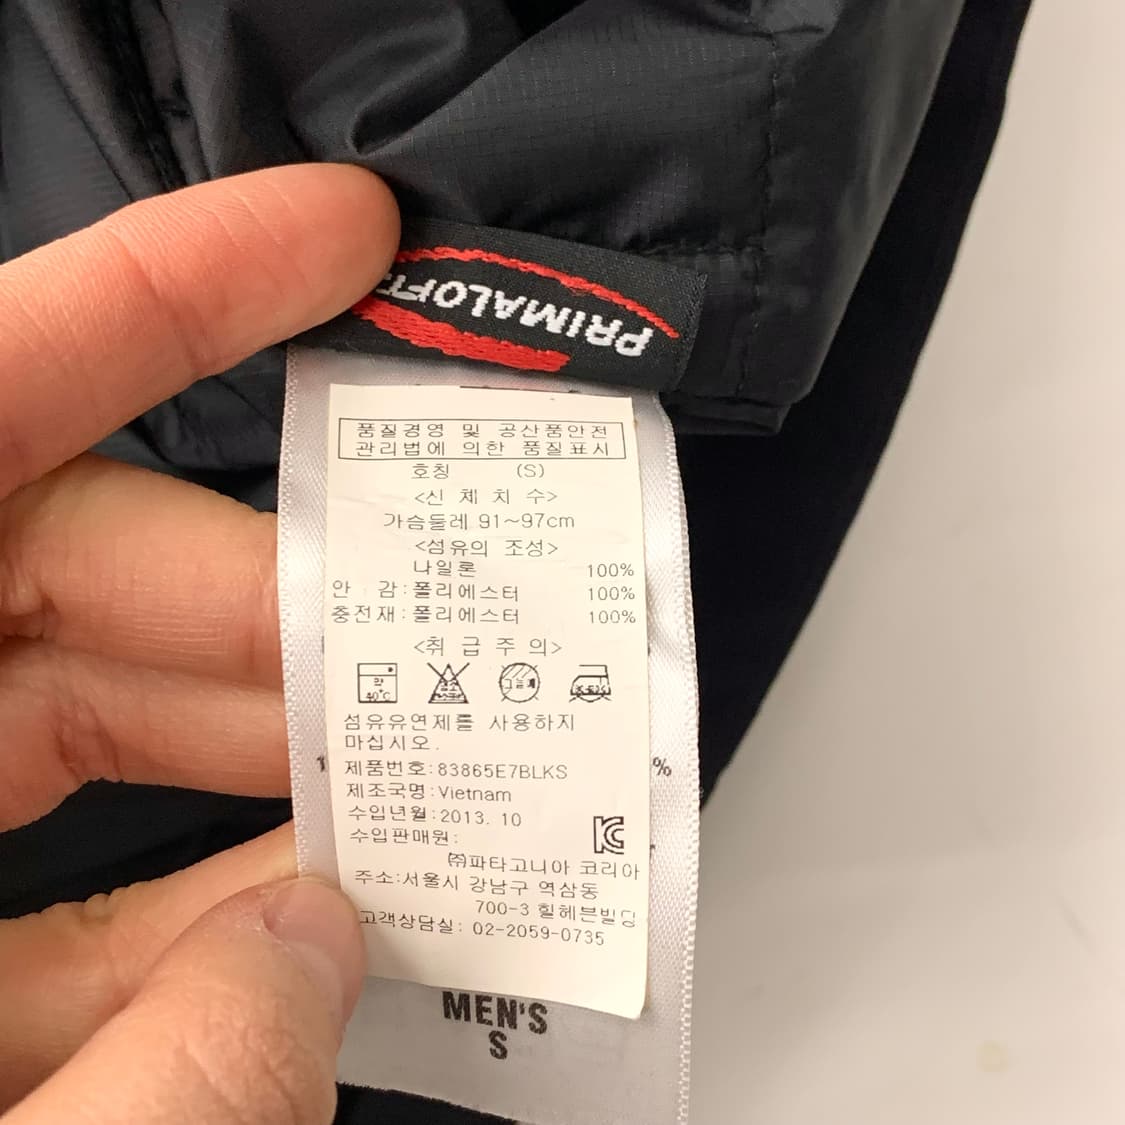 PRIMALOFT
품질경영 및 공산품안전
관리법에 의한 품질표시
호칭 (S)
<신 체 치 수>
가슴둘레 91~97cm
<섬유의 조성>
나일론 100%
안 감:폴리에스터 100%
충전재:폴리에스터 100%
<취 급 주 의>
약 40°C 염소 그늘에
섬유유연제를 사용하지
마십시오.
제품번호:83865E7BLKS
제조국명:Vietnam
수입년월:2013. 10
수입판매원:
㈜파타고니아 코리아
주소:서울시 강남구 역삼동
700-3 힐헤븐빌딩
고객상담실: 02-2059-0735
MEN'S
S